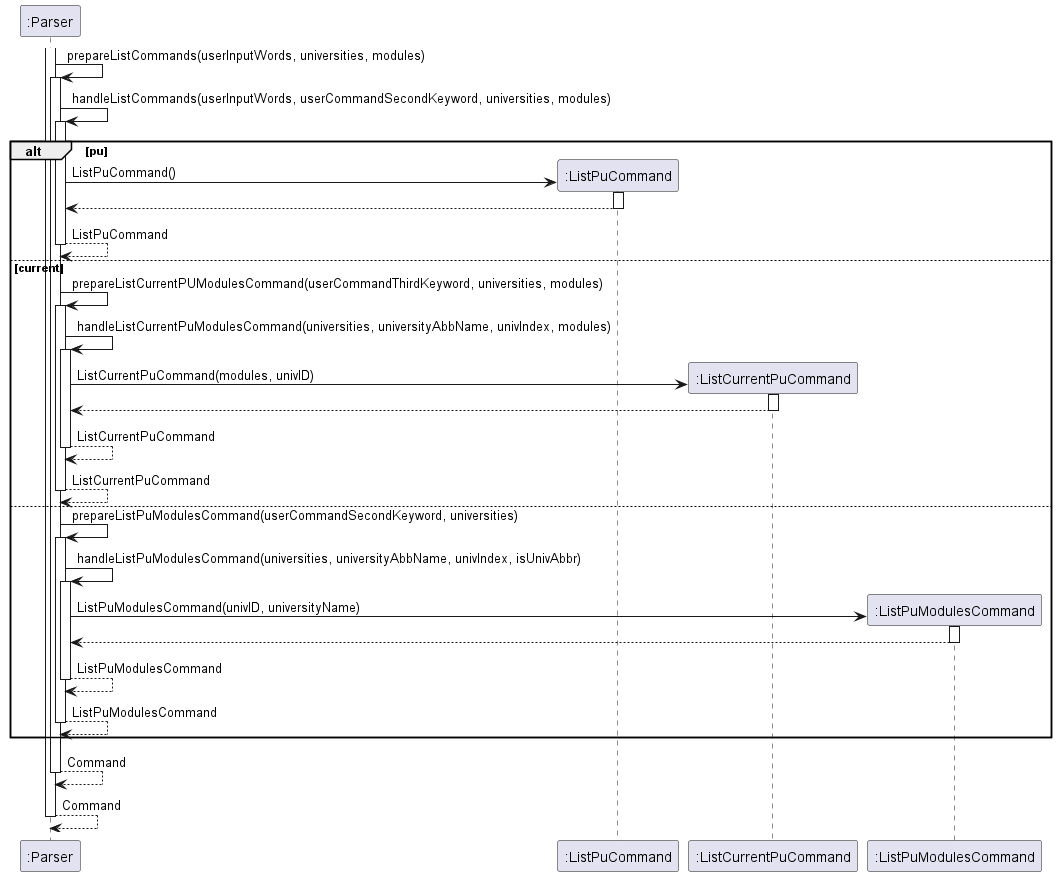 :Parser
prepareListCommands(userInputWords, universities, modules)
handleListCommands(userInputWords, userCommandSecondKeyword, universities, modules)
alt [pu]
ListPuCommand()
:ListPuCommand
ListPuCommand
[current]
prepareListCurrentPUModulesCommand(userCommandThirdKeyword, universities, modules)
handleListCurrentPuModulesCommand(universities, universityAbbName, univIndex, modules)
ListCurrentPuCommand(modules, univID)
:ListCurrentPuCommand
ListCurrentPuCommand
ListCurrentPuCommand
prepareListPuModulesCommand(userCommandSecondKeyword, universities)
handleListPuModulesCommand(universities, universityAbbName, univIndex, isUnivAbbr)
ListPuModulesCommand(univID, universityName)
:ListPuModulesCommand
ListPuModulesCommand
ListPuModulesCommand
Command
Command
:Parser :ListPuCommand :ListCurrentPuCommand :ListPuModulesCommand